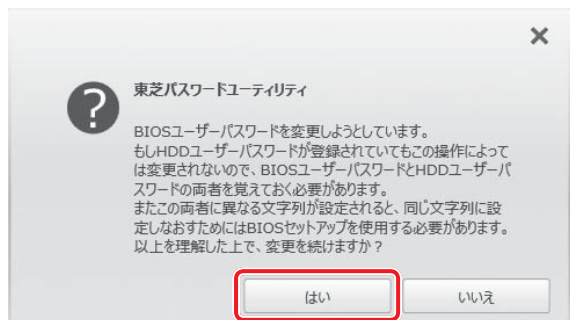 東芝パスワードユーティリティ
BIOSユーザーパスワードを変更しようとしています。
もしHDDユーザーパスワードが登録されていてもこの操作によって
は変更されないので、BIOSユーザーパスワードとHDDユーザーパ
スワードの両者を覚えておく必要があります。
またこの両者に異なる文字列が設定されると、同じ文字列に設
定しなおすためにはBIOSセットアップを使用する必要があります。
以上を理解した上で、変更を続けますか？
はい
いいえ